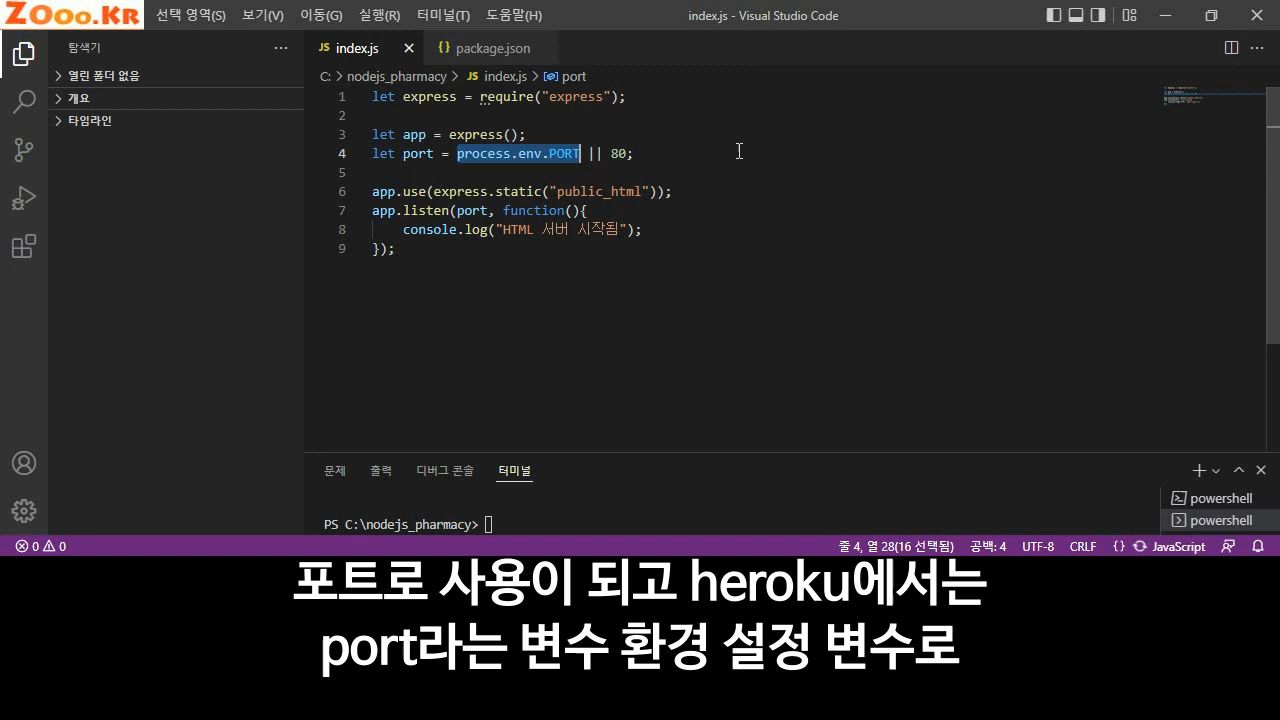 ZOoo.Kr
선택 영역(S) 보기(V) 이동(G) 실행(R) 터미널(T) 도움말(H)
index.js - Visual Studio Code
탐색기
열린 폴더 없음
개요
타임라인
JS index.js
{} package.json
C: > nodejs_pharmacy > JS index.js > port
1 let express = require("express");
2
3 let app = express();
4 let port = process.env.PORT || 80;
5
6 app.use(express.static("public_html"));
7 app.listen(port, function(){
8 console.log("HTML 서버 시작됨");
9 });
문제 출력 디버그 콘솔 터미널
PS C:\nodejs_pharmacy>
powershell
powershell
0 0
줄 4, 열 28(16 선택됨) 공백: 4 UTF-8 CRLF {} JavaScript
포트로 사용이 되고 heroku에서는
port라는 변수 환경 설정 변수로